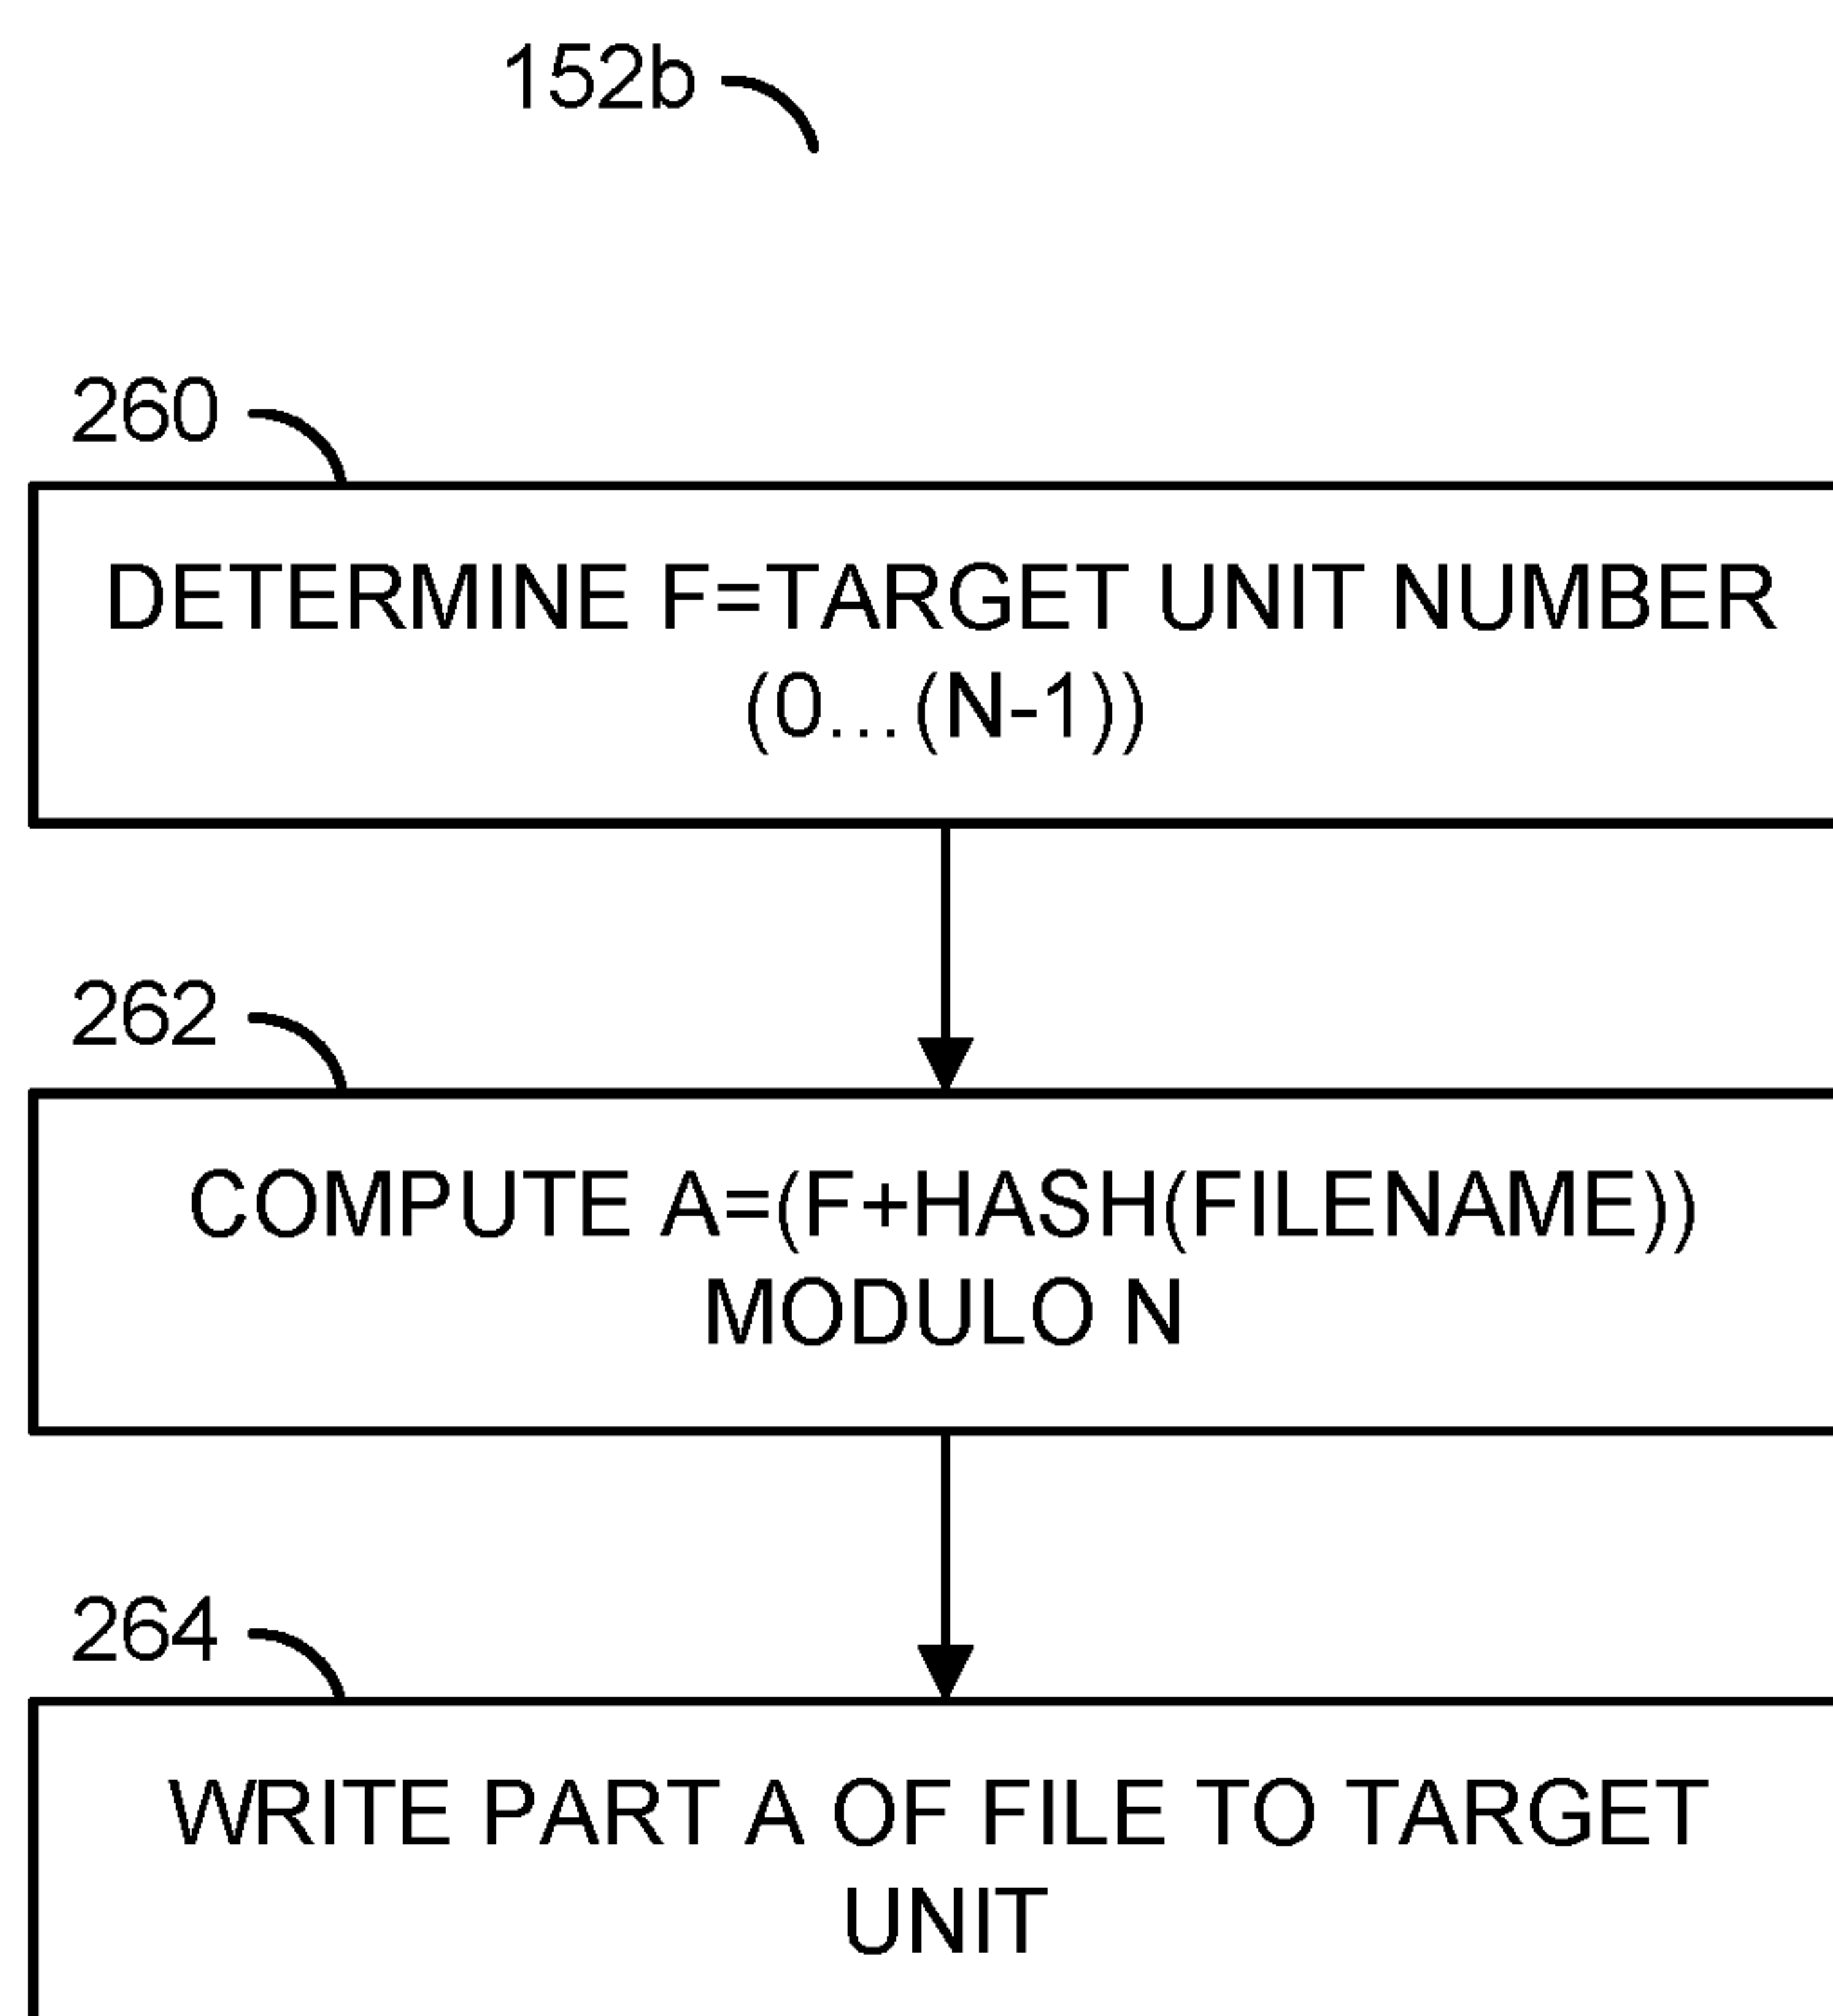 152b
260
DETERMINE F=TARGET UNIT NUMBER
(0...(N-1))
262
COMPUTE A=(F+HASH(FILENAME))
MODULO N
264
WRITE PART A OF FILE TO TARGET
UNIT